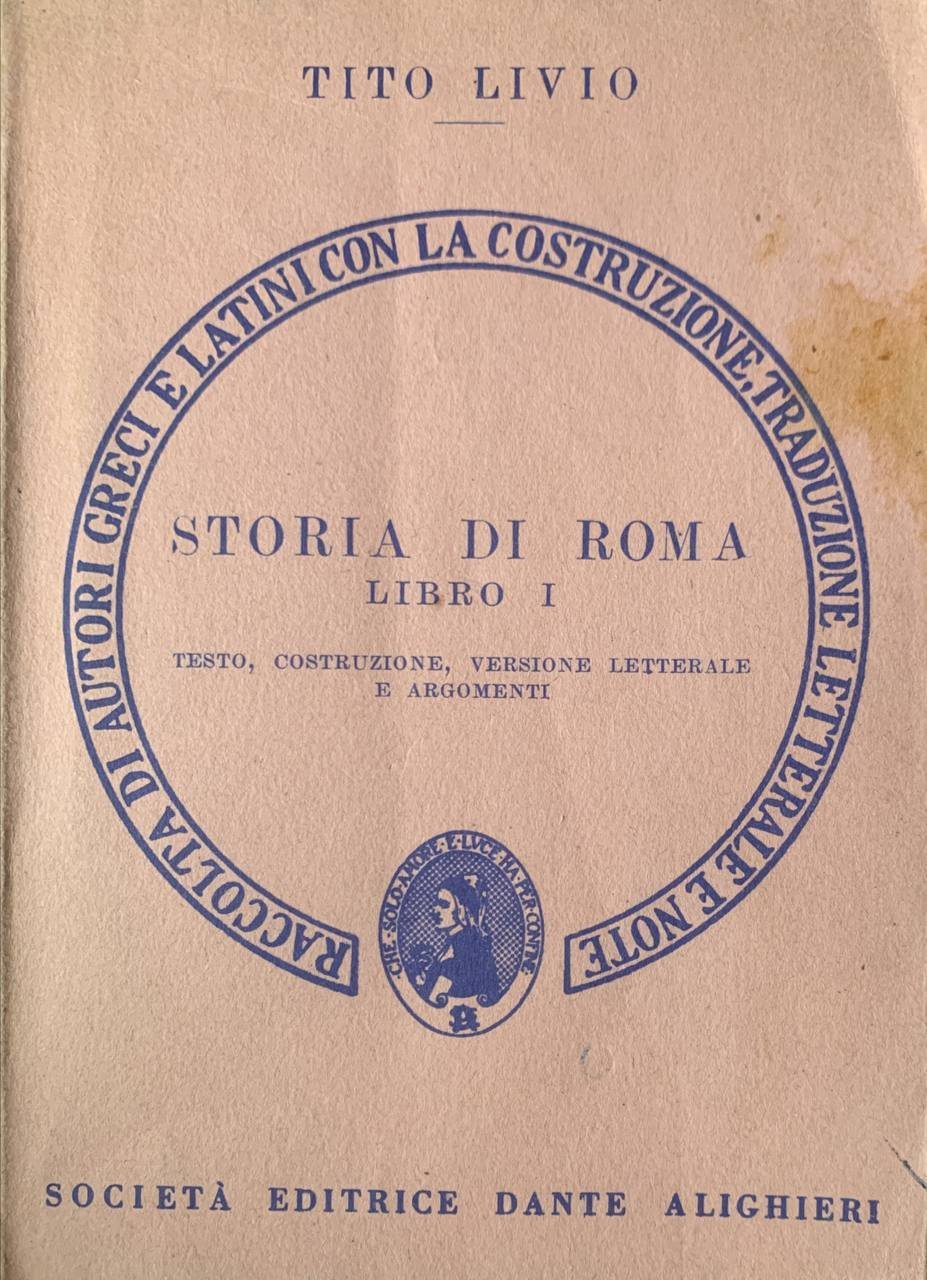 TITO LIVIO
RACCOLTA DI AUTORI GRECI E LATINI CON LA COSTRUZIONE, TRADUZIONE LETTERALE E NOTE
STORIA DI ROMA
LIBRO I
TESTO, COSTRUZIONE, VERSIONE LETTERALE
E ARGOMENTI
CHE·SOLO·AMORE·E·LVCE·HA·PER·CONFINE
SOCIETÀ EDITRICE DANTE ALIGHIERI